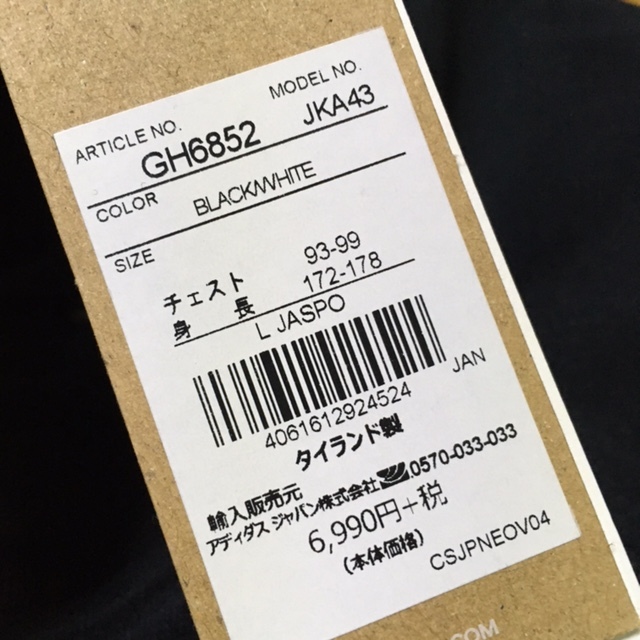 ARTICLE NO. MODEL NO.
GH6852 JKA43
COLOR BLACK/WHITE
SIZE
チェスト 93-99
身長 172-178
L JASPO
JAN
4061612924524
タイランド製
輸入販売元
アディダス ジャパン株式会社 0570-033-033
6,990円+税
(本体価格)
CSJPNEOV04
.COM